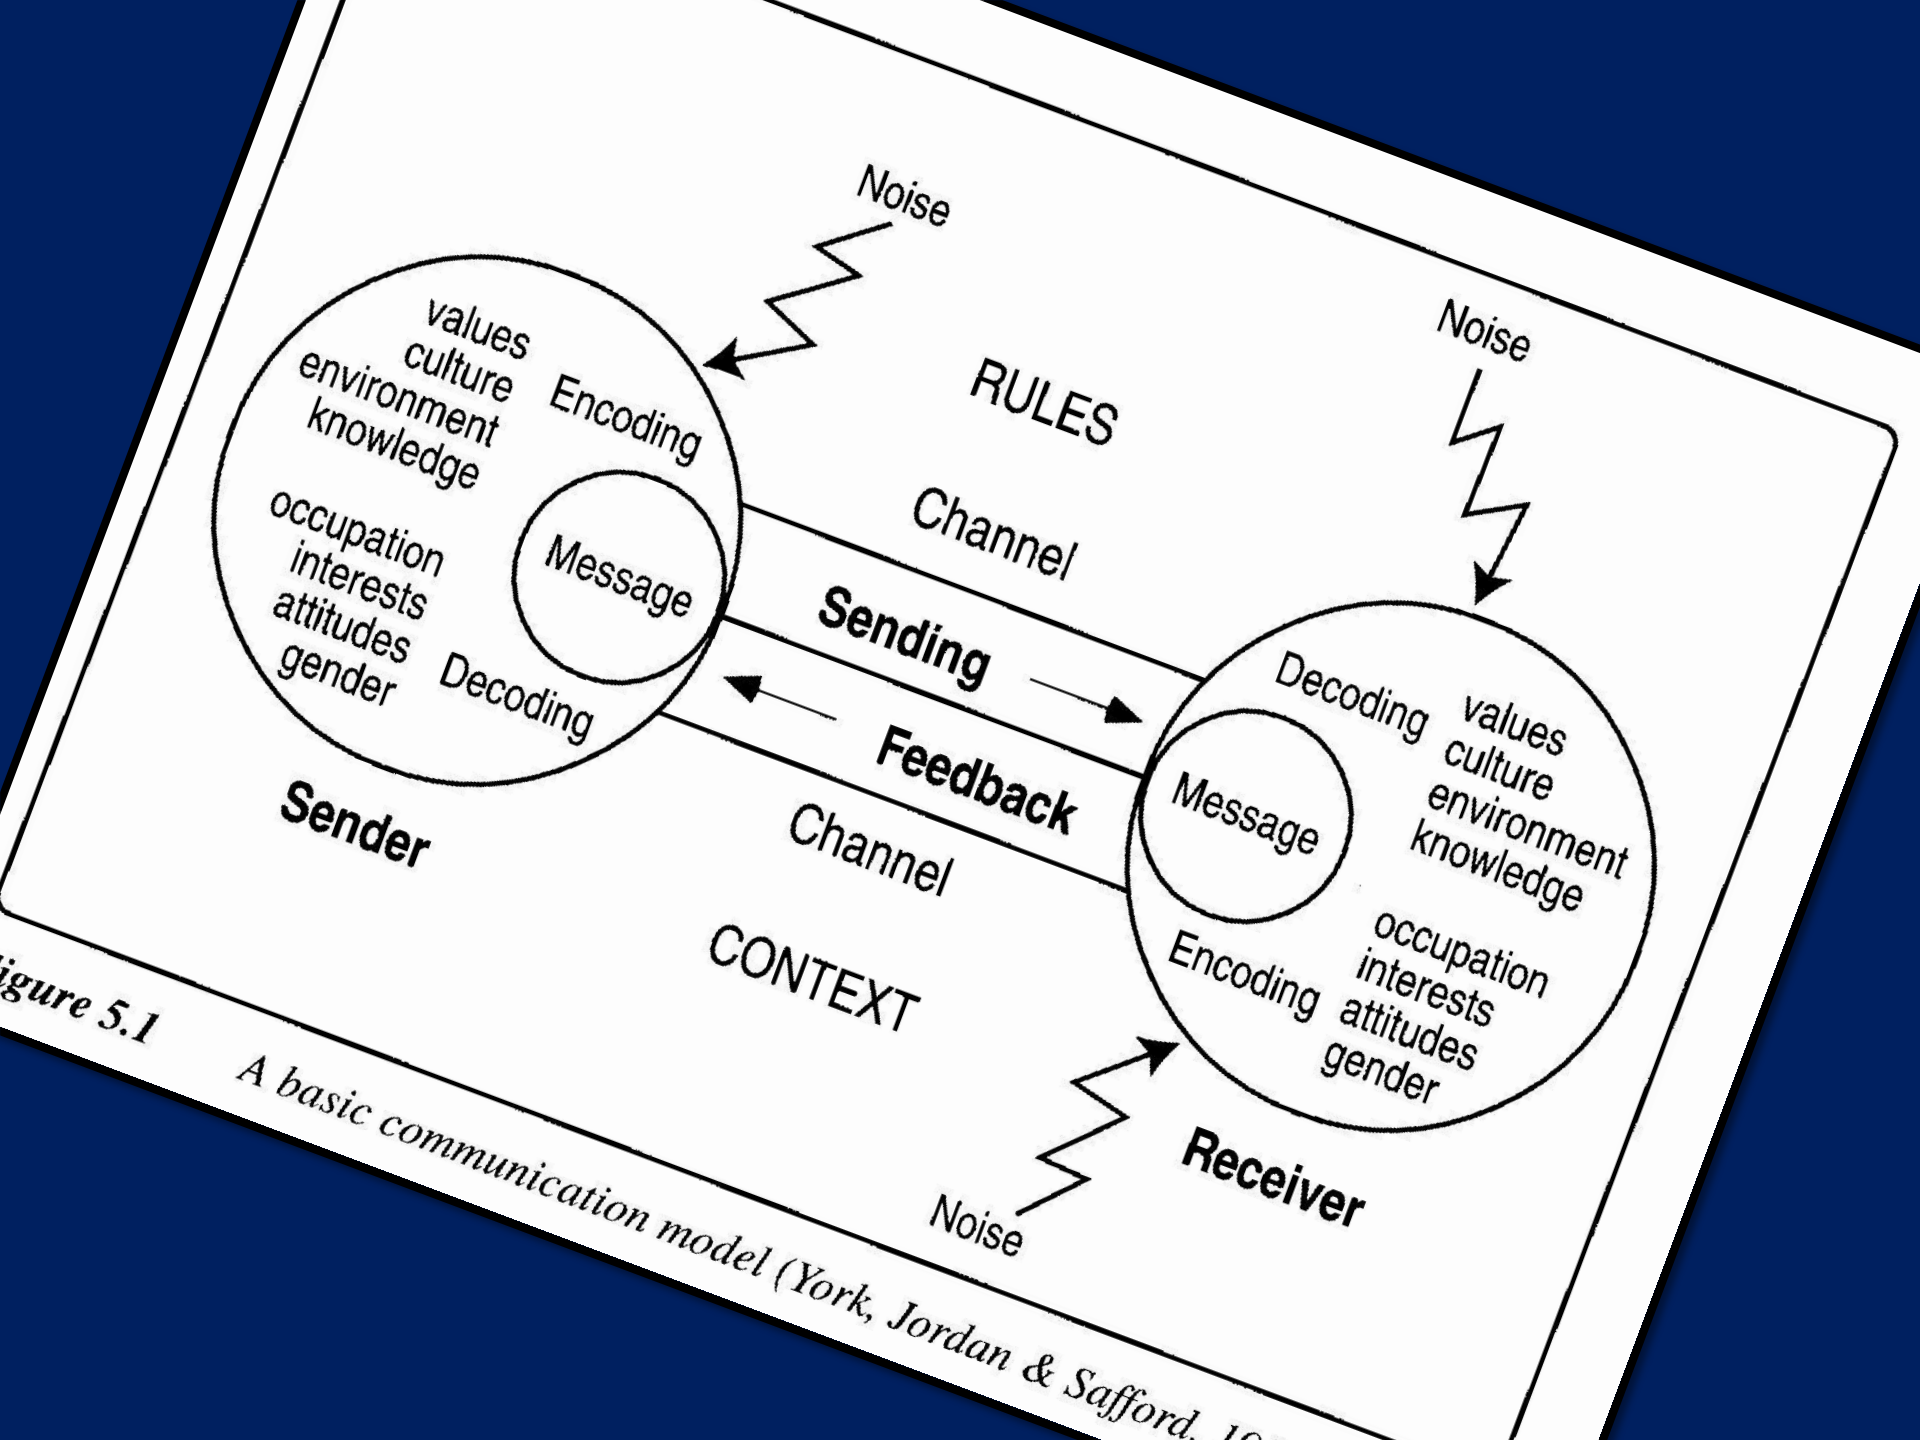 Noise
Noise
RULES
values
culture
environment
knowledge
Encoding
occupation
interests
attitudes
gender
Message
Decoding
Sender
Channel
Sending
Feedback
Channel
CONTEXT
Decoding
values
culture
environment
knowledge
Message
occupation
interests
attitudes
gender
Encoding
Receiver
Noise
igure 5.1 A basic communication model (York, Jordan & Safford,